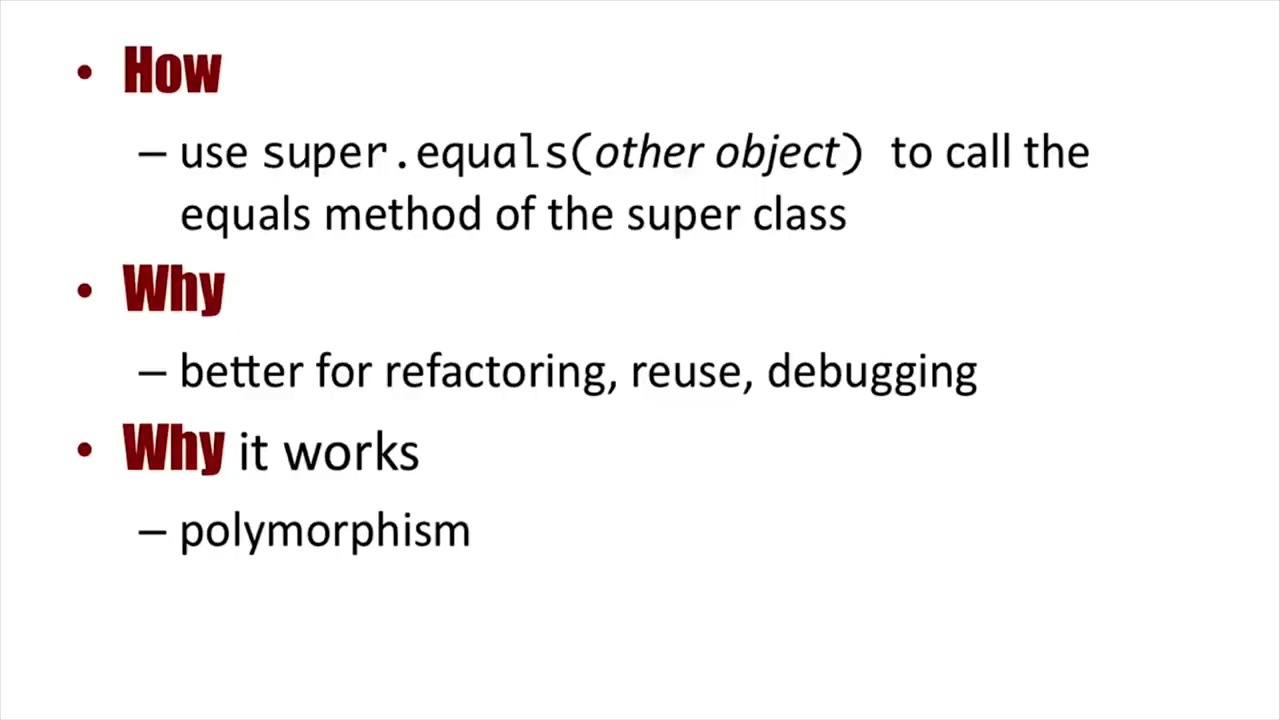 • How
– use super.equals(other object) to call the
equals method of the super class
• Why
– better for refactoring, reuse, debugging
• Why it works
– polymorphism